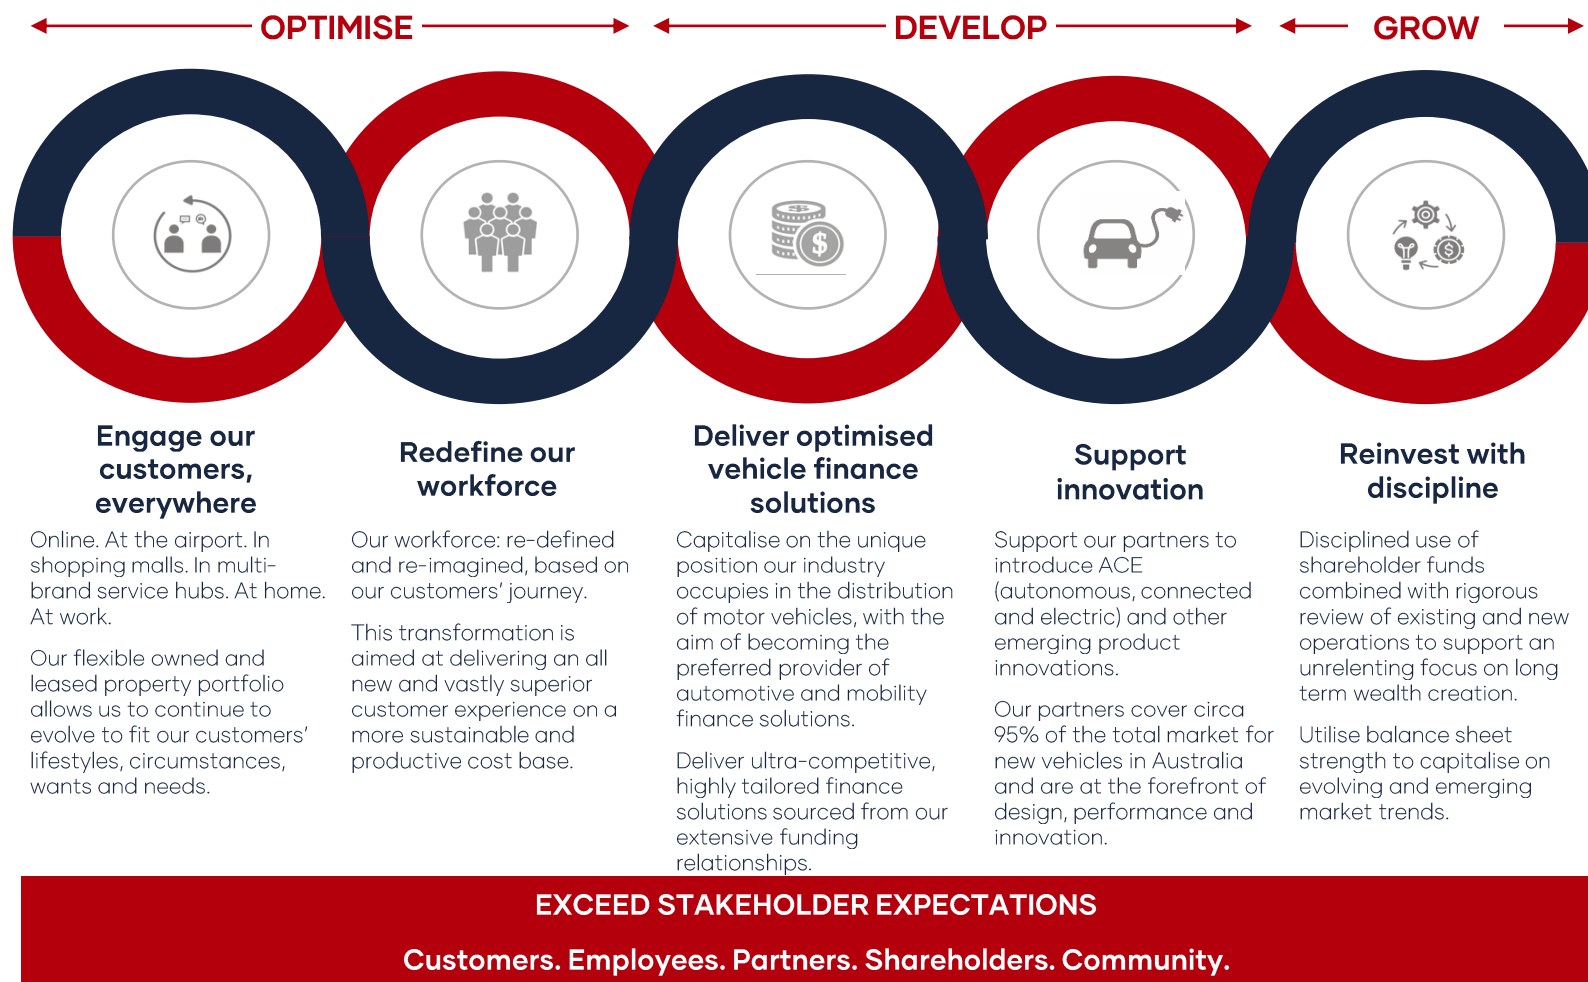 OPTIMISE
DEVELOP
GROW
Engage our
customers,
everywhere
Online. At the airport. In
shopping malls. In multi-
brand service hubs. At home.
At work.
Our flexible owned and
leased property portfolio
allows us to continue to
evolve to fit our customers’
lifestyles, circumstances,
wants and needs.
Redefine our
workforce
Our workforce: re-defined
and re-imagined, based on
our customers’ journey.
This transformation is
aimed at delivering an all
new and vastly superior
customer experience on a
more sustainable and
productive cost base.
Deliver optimised
vehicle finance
solutions
Capitalise on the unique
position our industry
occupies in the distribution
of motor vehicles, with the
aim of becoming the
preferred provider of
automotive and mobility
finance solutions.
Deliver ultra-competitive,
highly tailored finance
solutions sourced from our
extensive funding
relationships.
Support
innovation
Support our partners to
introduce ACE
(autonomous, connected
and electric) and other
emerging product
innovations.
Our partners cover circa
95% of the total market for
new vehicles in Australia
and are at the forefront of
design, performance and
innovation.
Reinvest with
discipline
Disciplined use of
shareholder funds
combined with rigorous
review of existing and new
operations to support an
unrelenting focus on long
term wealth creation.
Utilise balance sheet
strength to capitalise on
evolving and emerging
market trends.
EXCEED STAKEHOLDER EXPECTATIONS
Customers. Employees. Partners. Shareholders. Community.